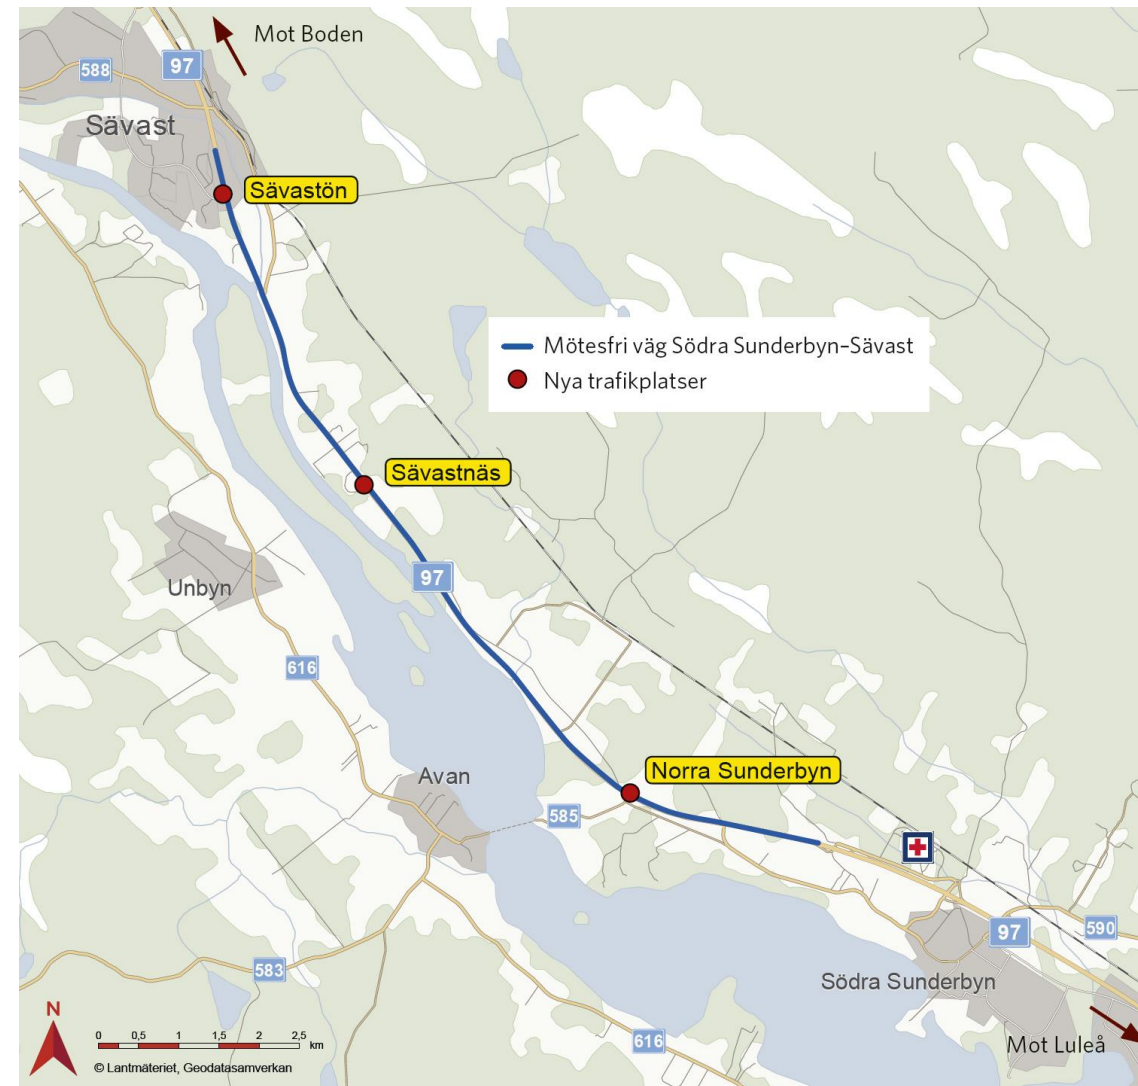 Mot Boden
97
588
Sävast
Sävastön
Mötesfri väg Södra Sunderbyn–Sävast
Nya trafikplatser
Sävastnäs
97
Unbyn
616
Norra Sunderbyn
Avan
585
97
590
583
Södra Sunderbyn
616
Mot Luleå
N
0 0,5 1 1,5 2 2,5
km
© Lantmäteriet, Geodatasamverkan